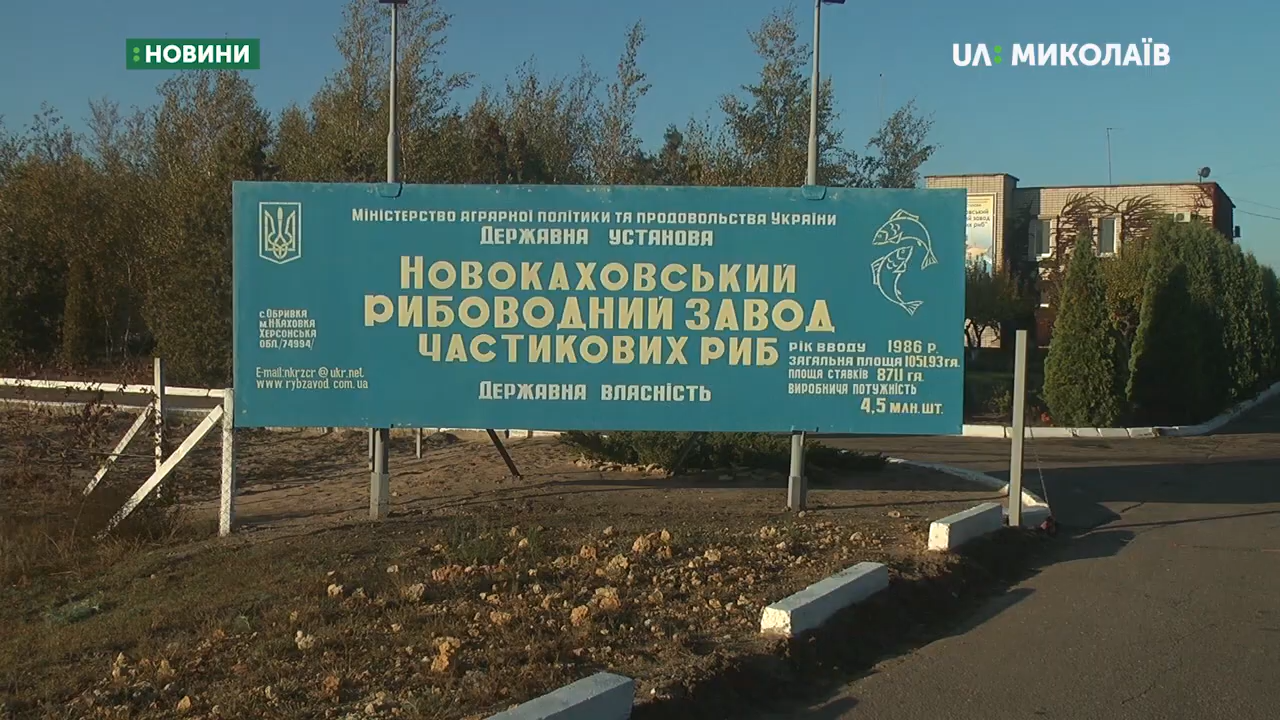 :НОВИНИ
UA: МИКОЛАЇВ
Міністерство аграрної політики та продовольства України
Державна установа
Новокаховський
рибоводний завод
частикових риб
Державна власність
с.Обривка
м.Н-Каховка
Херсонська
обл./74994/
E-mail:nkrzcr@ukr.net
www.rybzavod.com.ua
рік вводу 1986 р.
загальна площа 1051,93 га.
площа ставків 871,1 га.
виробнича потужність
4,5 млн. шт.